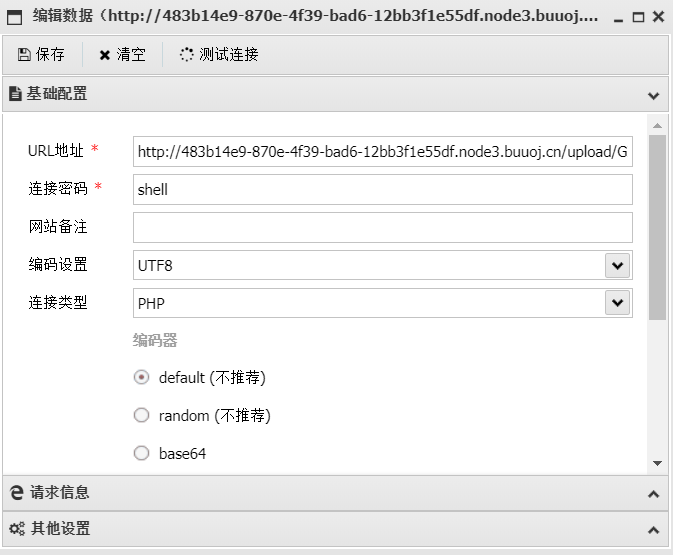 编辑数据（http://483b14e9-870e-4f39-bad6-12bb3f1e55df.node3.buuoj....
保存 清空 测试连接
基础配置
URL地址 * http://483b14e9-870e-4f39-bad6-12bb3f1e55df.node3.buuoj.cn/upload/G
连接密码 * shell
网站备注
编码设置 UTF8
连接类型 PHP
编码器
default (不推荐)
random (不推荐)
base64
请求信息
其他设置